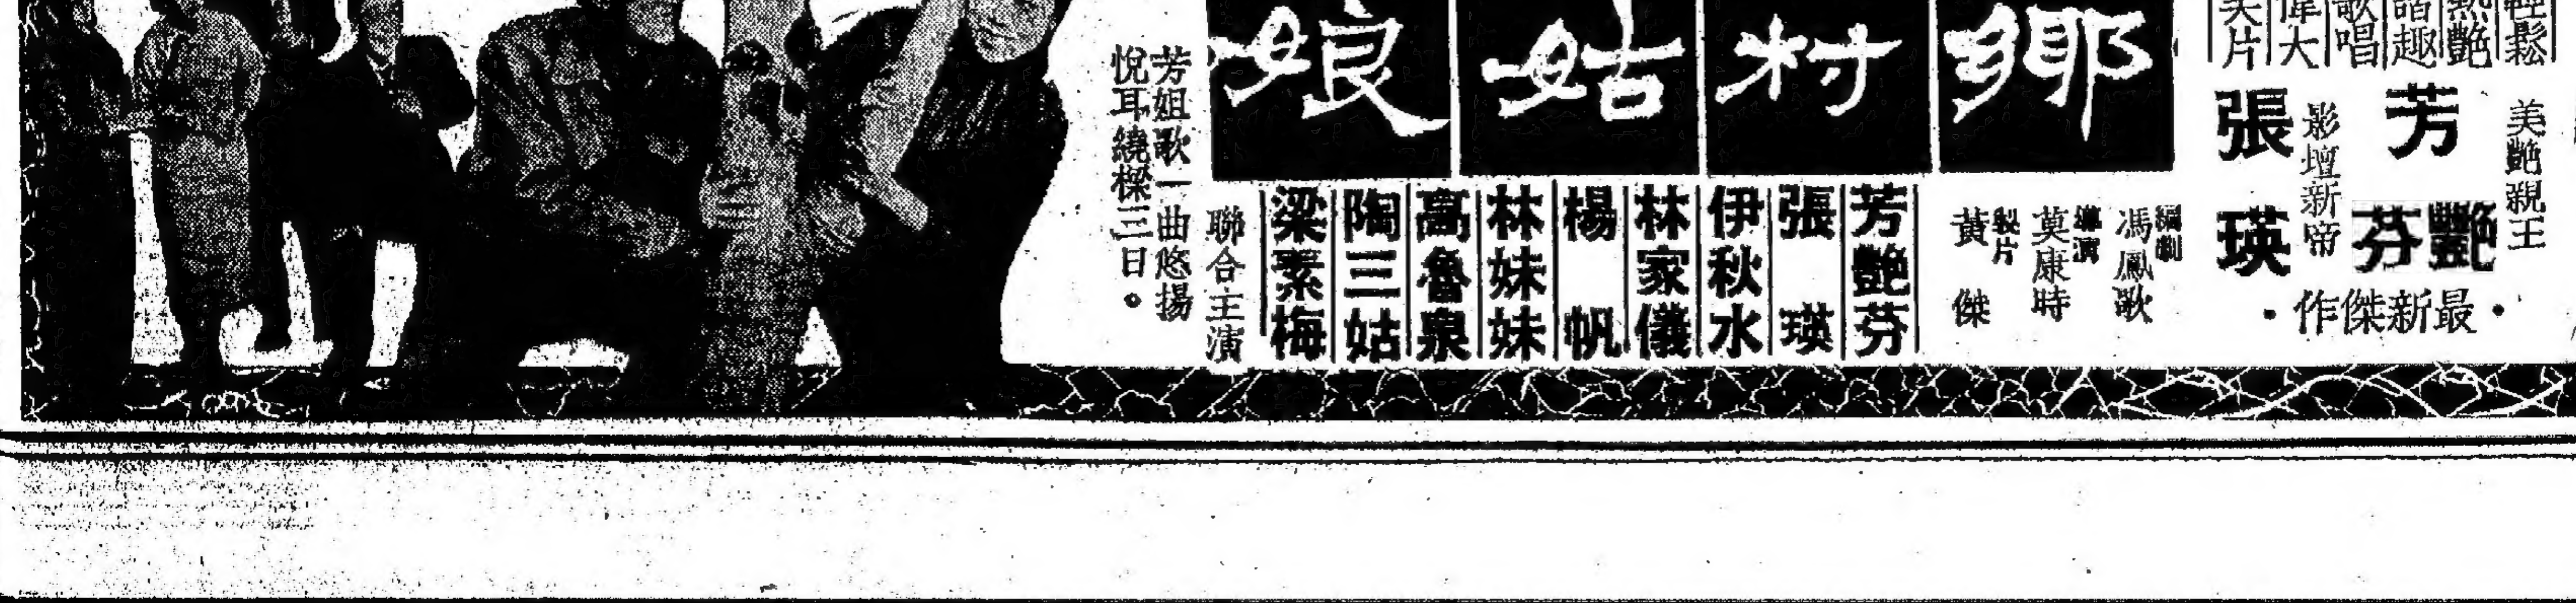 輕鬆
熱艷
諧趣
歌唱
偉大
美片
美艷親王
芳艷芬
影壇新帝
張瑛
·最新傑作·
鄉村姑娘
編劇
馮鳳歌
導演
莫康時
製片
黃傑
芳艷芬
張瑛
伊秋水
林家儀
楊帆
林妹妹
高魯泉
陶三姑
梁素梅
聯合主演
芳姐歌一曲悠揚
悅耳繞樑三日。